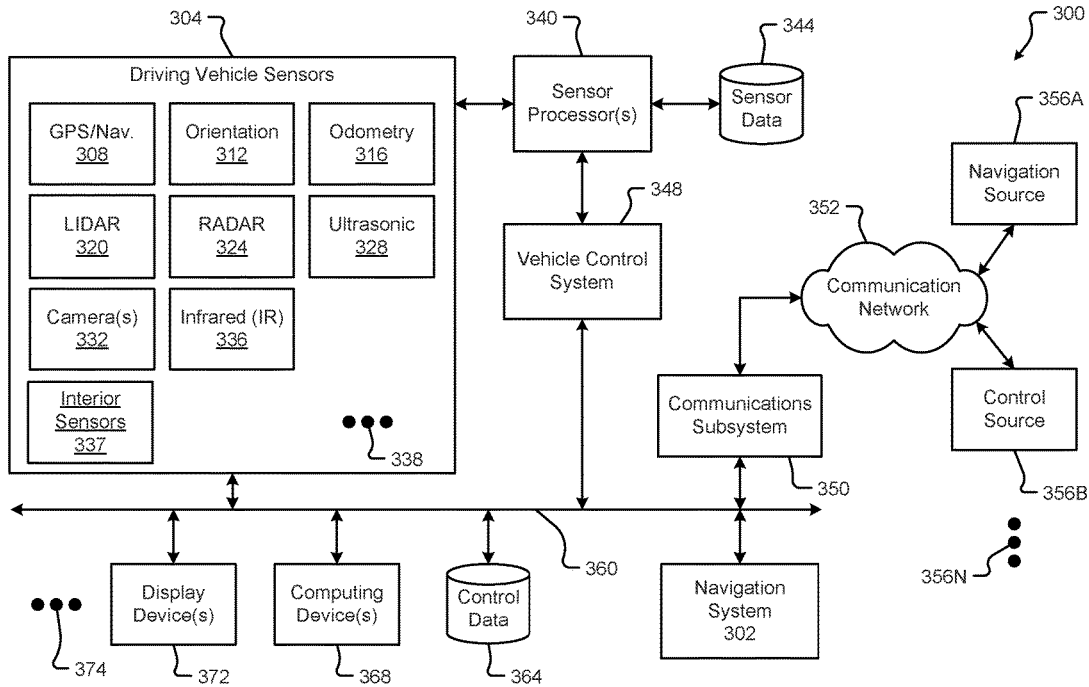 304
340
344
300
Driving Vehicle Sensors
GPS/Nav.
308
Orientation
312
Odometry
316
LIDAR
320
RADAR
324
Ultrasonic
328
Camera(s)
332
Infrared (IR)
336
Interior
Sensors
337
338
Sensor
Processor(s)
Sensor
Data
348
Vehicle Control
System
352
Communication
Network
356A
Navigation
Source
Control
Source
356B
356N
Communications
Subsystem
350
360
Display
Device(s)
372
Computing
Device(s)
368
Control
Data
364
Navigation
System
302
374